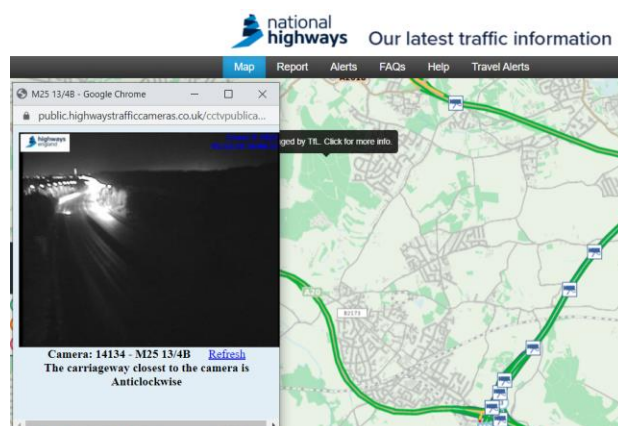 national
highways
Our latest traffic information
Map Report Alerts FAQs Help Travel Alerts
M25 13/4B - Google Chrome
public.highwaystrafficcameras.co.uk/cctvpublica...
highways
england
ged by TfL. Click for more info.
A20
B2173
Camera: 14134 - M25 13/4B Refresh
The carriageway closest to the camera is
Anticlockwise